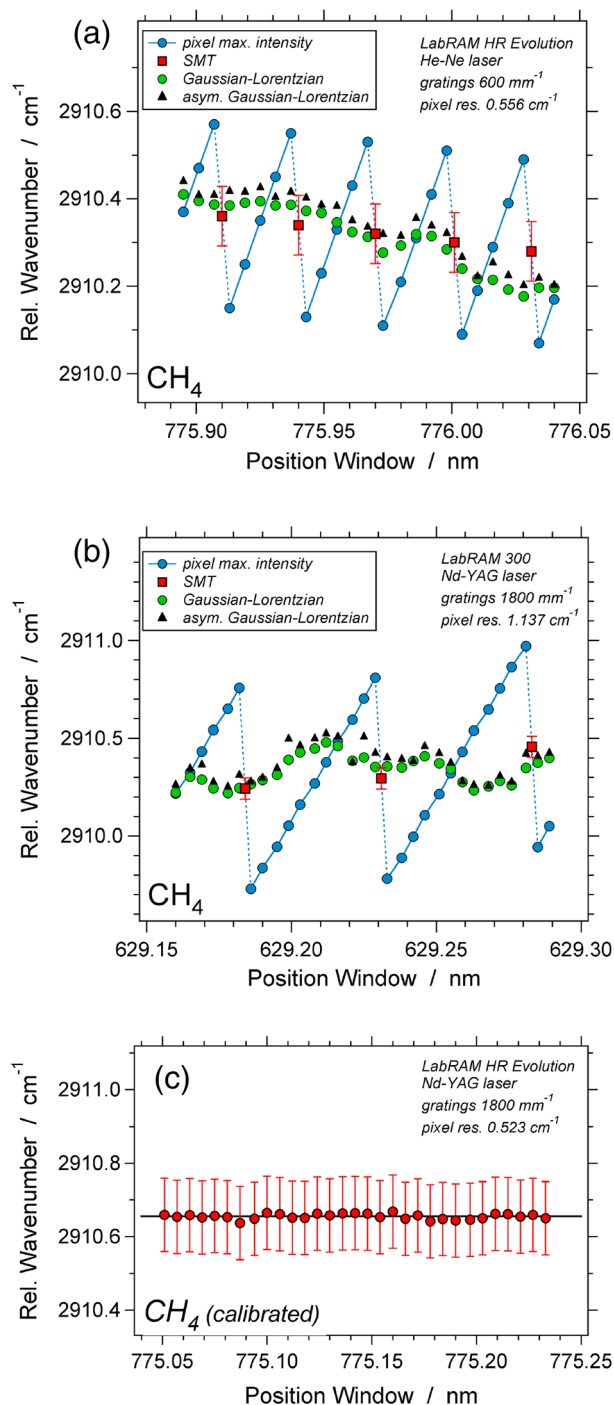 (a)
pixel max. intensity
SMT
Gaussian-Lorentzian
asym. Gaussian-Lorentzian
LabRAM HR Evolution
He-Ne laser
gratings 600 mm⁻¹
pixel res. 0.556 cm⁻¹
Rel. Wavenumber / cm⁻¹
2910.6
2910.4
2910.2
2910.0
CH₄
775.90
775.95
776.00
776.05
Position Window / nm
(b)
pixel max. intensity
SMT
Gaussian-Lorentzian
asym. Gaussian-Lorentzian
LabRAM 300
Nd-YAG laser
gratings 1800 mm⁻¹
pixel res. 1.137 cm⁻¹
Rel. Wavenumber / cm⁻¹
2911.0
2910.5
2910.0
CH₄
629.15
629.20
629.25
629.30
Position Window / nm
(c)
LabRAM HR Evolution
Nd-YAG laser
gratings 1800 mm⁻¹
pixel res. 0.523 cm⁻¹
Rel. Wavenumber / cm⁻¹
2911.0
2910.8
2910.6
2910.4
CH₄ (calibrated)
775.05
775.10
775.15
775.20
775.25
Position Window / nm